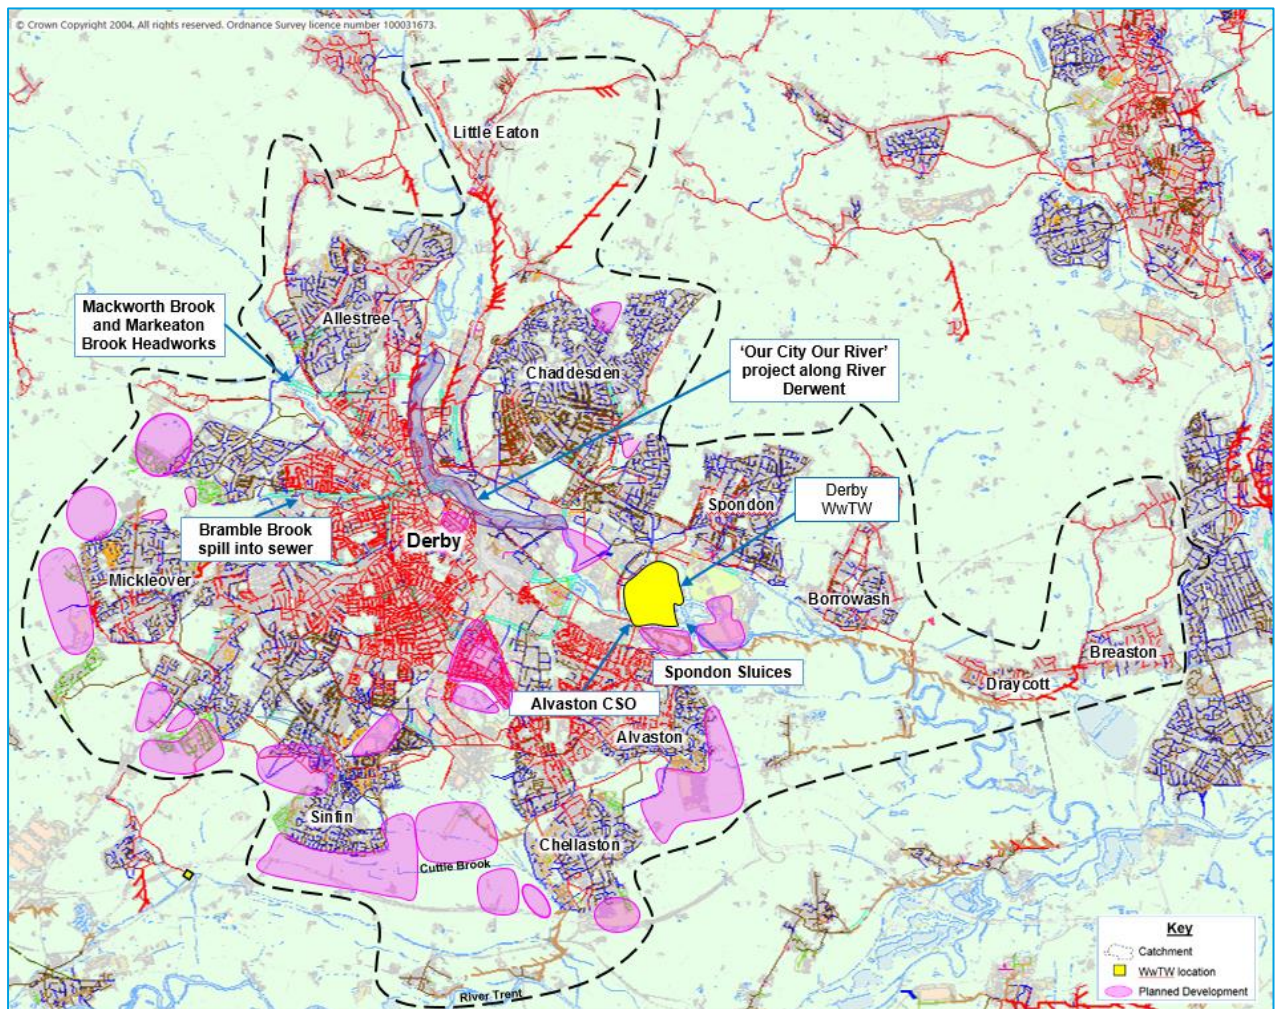 © Crown Copyright 2004. All rights reserved. Ordnance Survey licence number 100031673.
Little Eaton
Mackworth Brook
and Markeaton
Brook Headworks
Allestree
Chaddesden
‘Our City Our River’
project along River
Derwent
Bramble Brook
spill into sewer
Derby
Spondon
Derby
WwTW
Mickleover
Borrowash
Breaston
Spondon Sluices
Draycott
Alvaston CSO
Alvaston
Sinfin
Chellaston
Cuttle Brook
River Trent
Key
Catchment
WwTW location
Planned Development